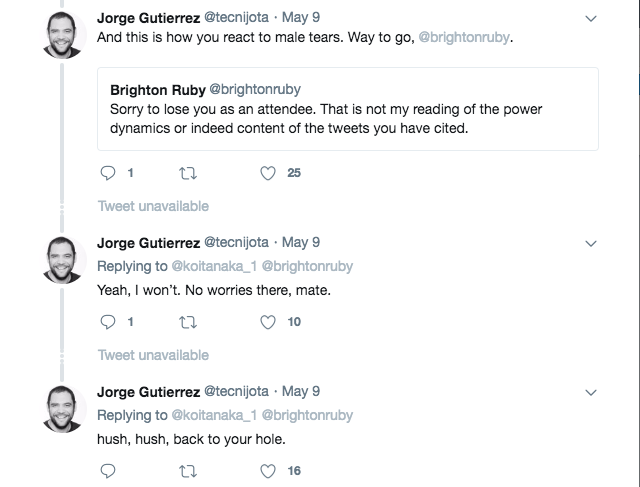 Jorge Gutierrez @tecnijota · May 9
And this is how you react to male tears. Way to go, @brightonruby.
Brighton Ruby @brightonruby
Sorry to lose you as an attendee. That is not my reading of the power
dynamics or indeed content of the tweets you have cited.
1 25
Tweet unavailable
Jorge Gutierrez @tecnijota · May 9
Replying to @koitanaka_1 @brightonruby
Yeah, I won't. No worries there, mate.
1 10
Tweet unavailable
Jorge Gutierrez @tecnijota · May 9
Replying to @koitanaka_1 @brightonruby
hush, hush, back to your hole.
16